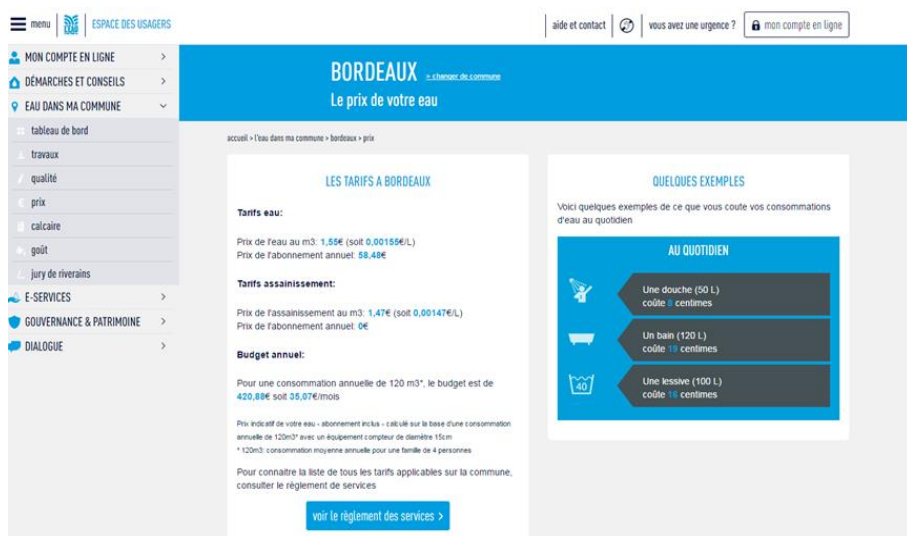 menu
ESPACE DES USAGERS
aide et contact
vous avez une urgence ?
mon compte en ligne
MON COMPTE EN LIGNE
DÉMARCHES ET CONSEILS
EAU DANS MA COMMUNE
tableau de bord
travaux
qualité
prix
calcaire
goût
jury de riverains
E-SERVICES
GOUVERNANCE & PATRIMOINE
DIALOGUE
BORDEAUX > changer de commune
Le prix de votre eau
accueil > l'eau dans ma commune > bordeaux > prix
LES TARIFS A BORDEAUX
Tarifs eau:
Prix de l'eau au m3: 1,55€ (soit 0,00155€/L)
Prix de l'abonnement annuel: 58,48€
Tarifs assainissement:
Prix de l'assainissement au m3: 1,47€ (soit 0,00147€/L)
Prix de l'abonnement annuel: 0€
Budget annuel:
Pour une consommation annuelle de 120 m3*, le budget est de
420,88€ soit 35,07€/mois
Prix indicatif de votre eau - abonnement inclus - calculé sur la base d'une consommation
annuelle de 120m3* avec un équipement compteur de diamètre 15cm
* 120m3: consommation moyenne annuelle pour une famille de 4 personnes
Pour connaitre la liste de tous les tarifs applicables sur la commune,
consulter le règlement de services
voir le règlement des services >
QUELQUES EXEMPLES
Voici quelques exemples de ce que vous coute vos consommations
d'eau au quotidien
AU QUOTIDIEN
Une douche (50 L)
coûte 8 centimes
Un bain (120 L)
coûte 19 centimes
40
Une lessive (100 L)
coûte 16 centimes